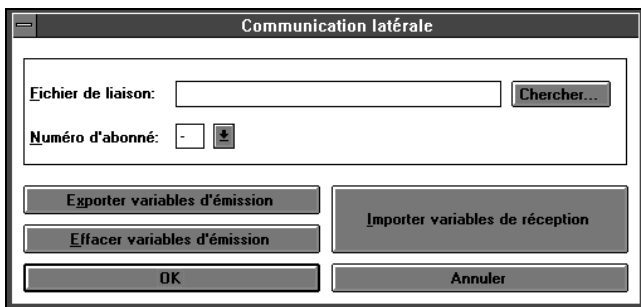 Communication latérale
Fichier de liaison:
Chercher...
Numéro d'abonné: -
Exporter variables d'émission
Importer variables de réception
Effacer variables d'émission
OK
Annuler